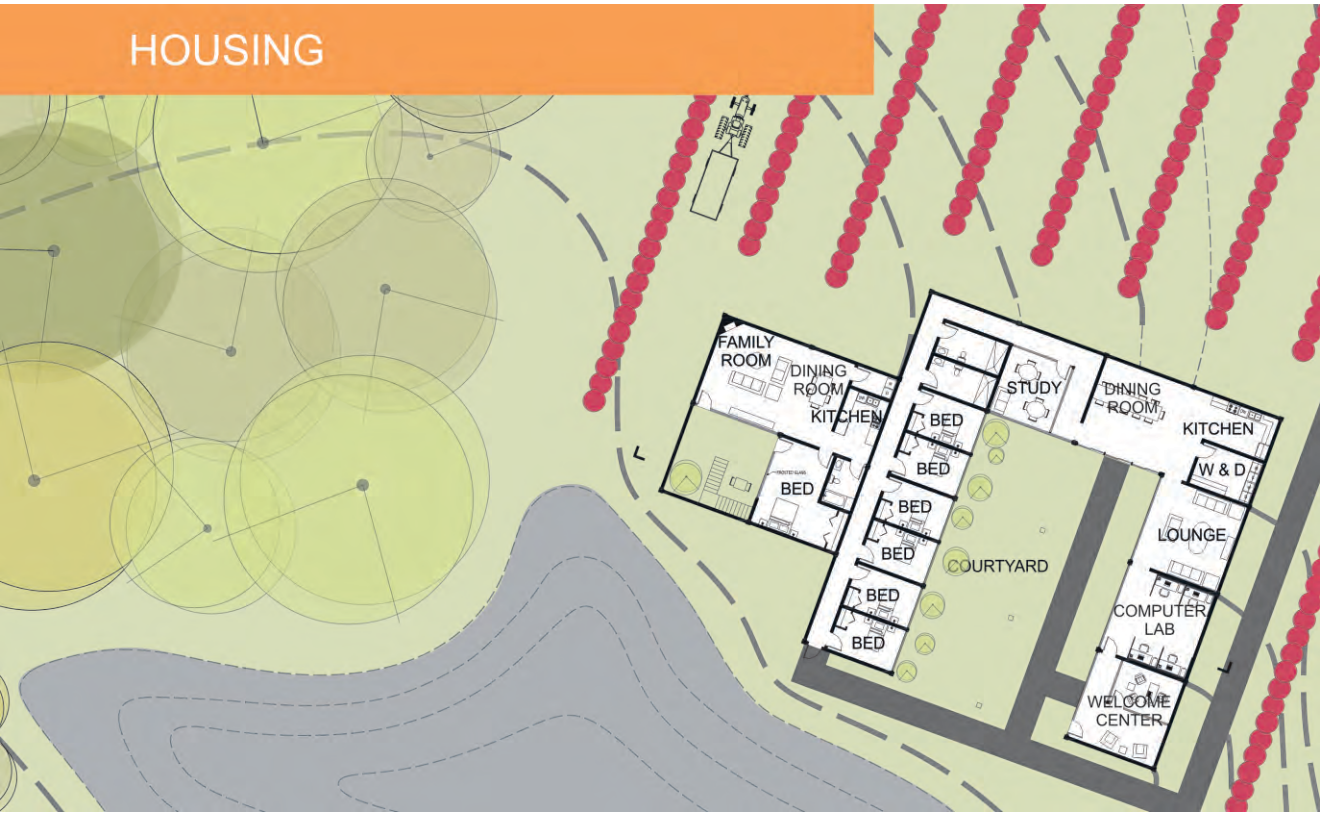 HOUSING
FAMILY
ROOM
DINING
ROOM
KITCHEN
BED
STUDY
DINING
ROOM
KITCHEN
W & D
BED
BED
BED
BED
BED
BED
LOUNGE
COURTYARD
COMPUTER
LAB
WELCOME
CENTER